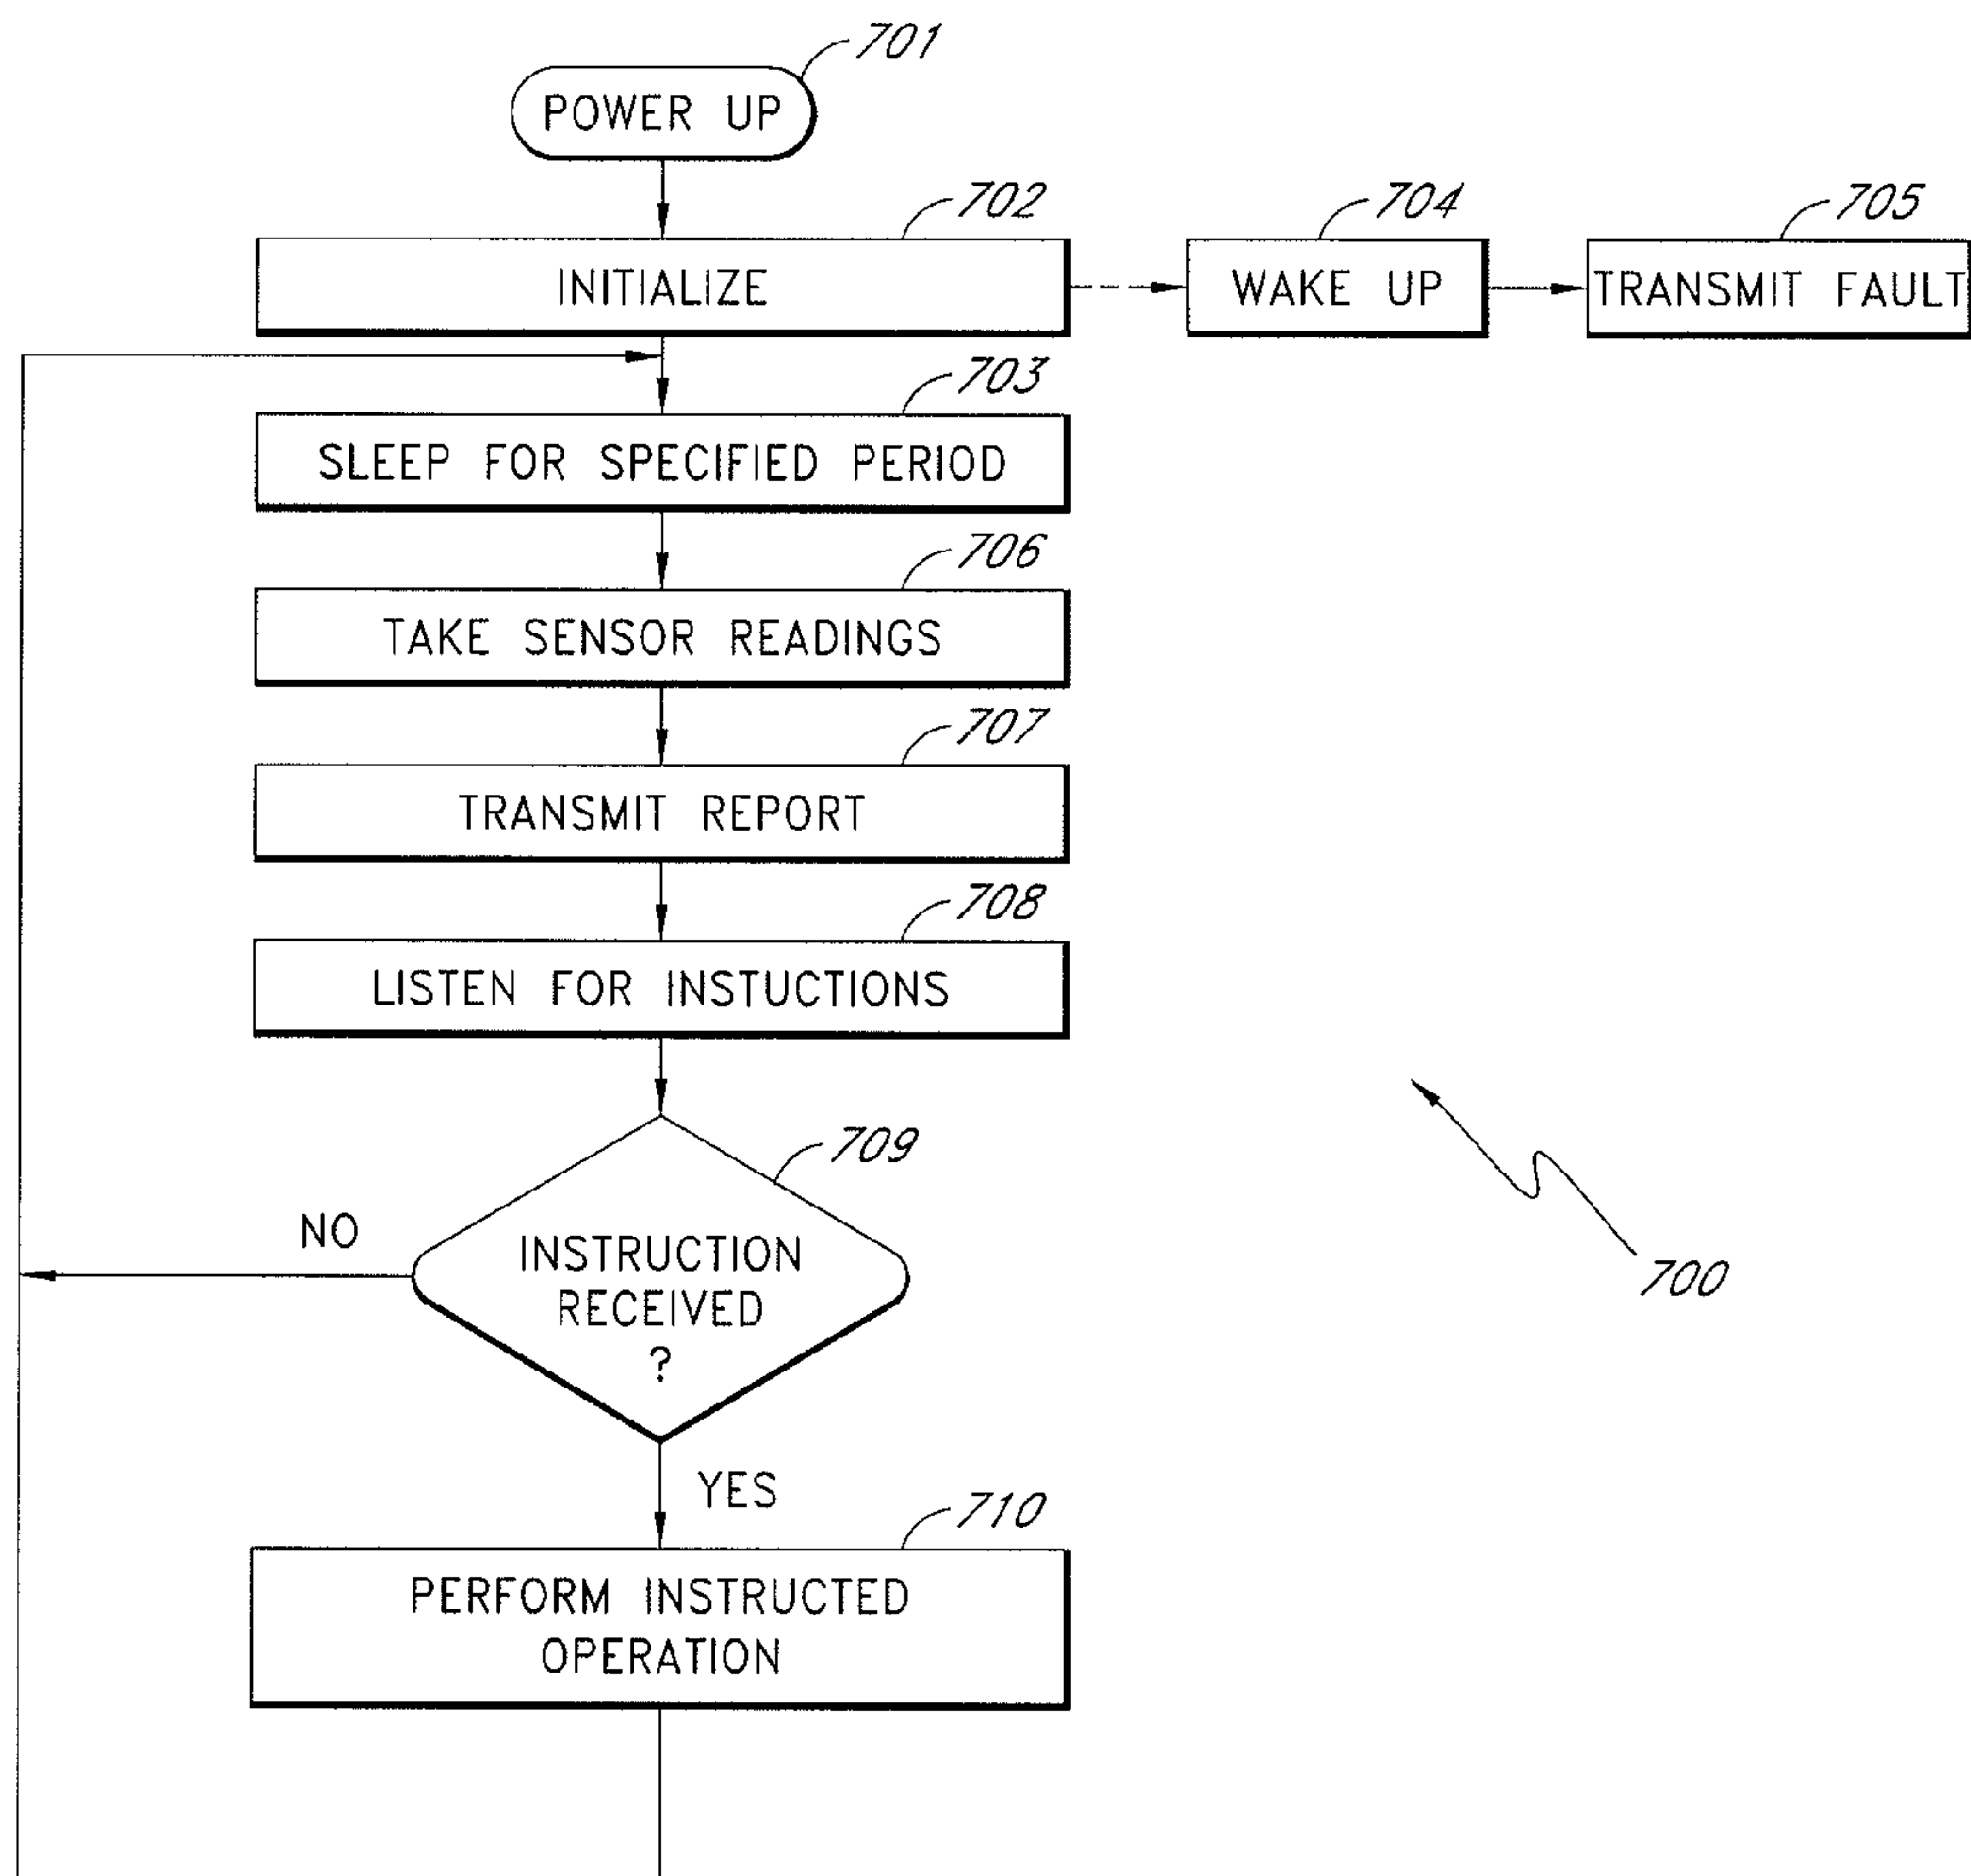 701
POWER UP
702
INITIALIZE
704
WAKE UP
705
TRANSMIT FAULT
703
SLEEP FOR SPECIFIED PERIOD
706
TAKE SENSOR READINGS
707
TRANSMIT REPORT
708
LISTEN FOR INSTUCTIONS
709
INSTRUCTION
RECEIVED
?
NO
YES
700
710
PERFORM INSTRUCTED
OPERATION